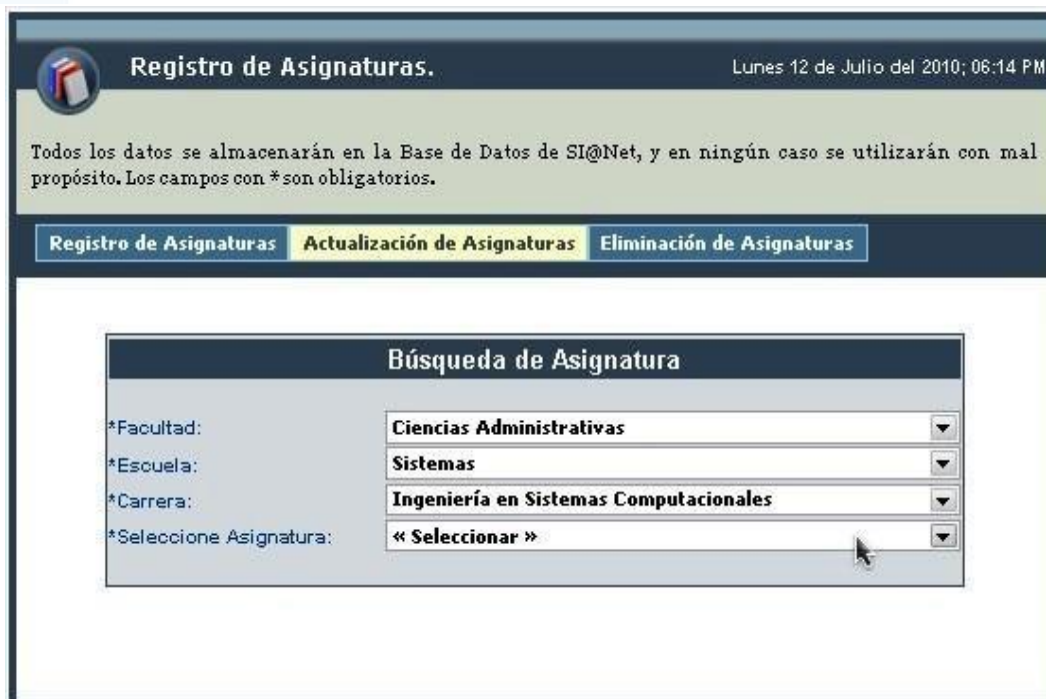 Registro de Asignaturas.
Lunes 12 de Julio del 2010; 06:14 PM
Todos los datos se almacenarán en la Base de Datos de SI@Net, y en ningún caso se utilizarán con mal
propósito. Los campos con * son obligatorios.
Registro de Asignaturas Actualización de Asignaturas Eliminación de Asignaturas
Búsqueda de Asignatura
*Facultad: Ciencias Administrativas
*Escuela: Sistemas
*Carrera: Ingeniería en Sistemas Computacionales
*Seleccione Asignatura: « Seleccionar »